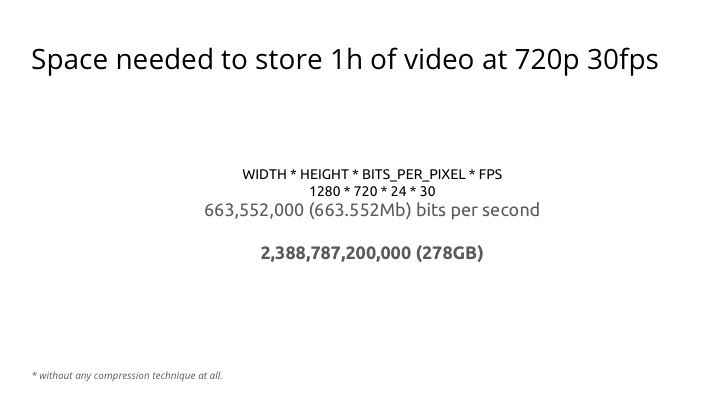 Space needed to store 1h of video at 720p 30fps
WIDTH * HEIGHT * BITS_PER_PIXEL * FPS
1280 * 720 * 24 * 30
663,552,000 (663.552Mb) bits per second
2,388,787,200,000 (278GB)
* without any compression technique at all.